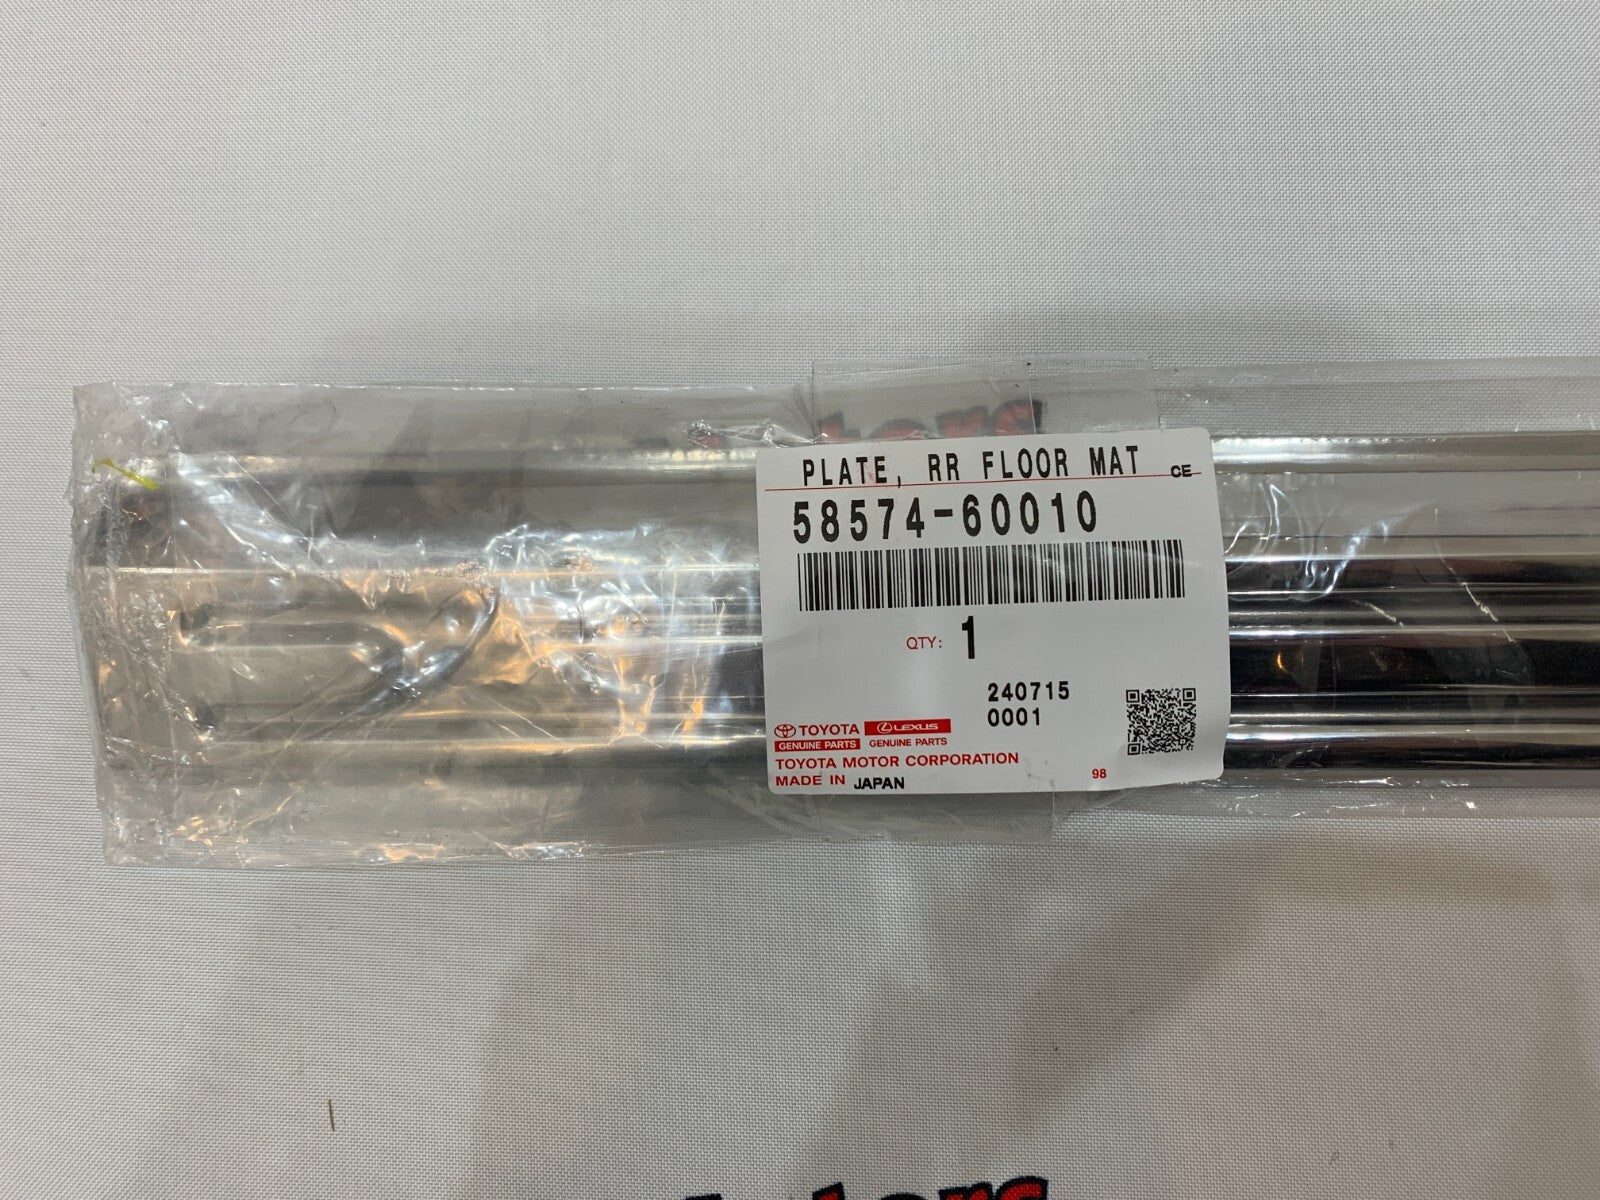 PLATE, RR FLOOR MAT CE
58574-60010
QTY: 1
240715
0001
TOYOTA LEXUS
GENUINE PARTS GENUINE PARTS
TOYOTA MOTOR CORPORATION
MADE IN JAPAN
98